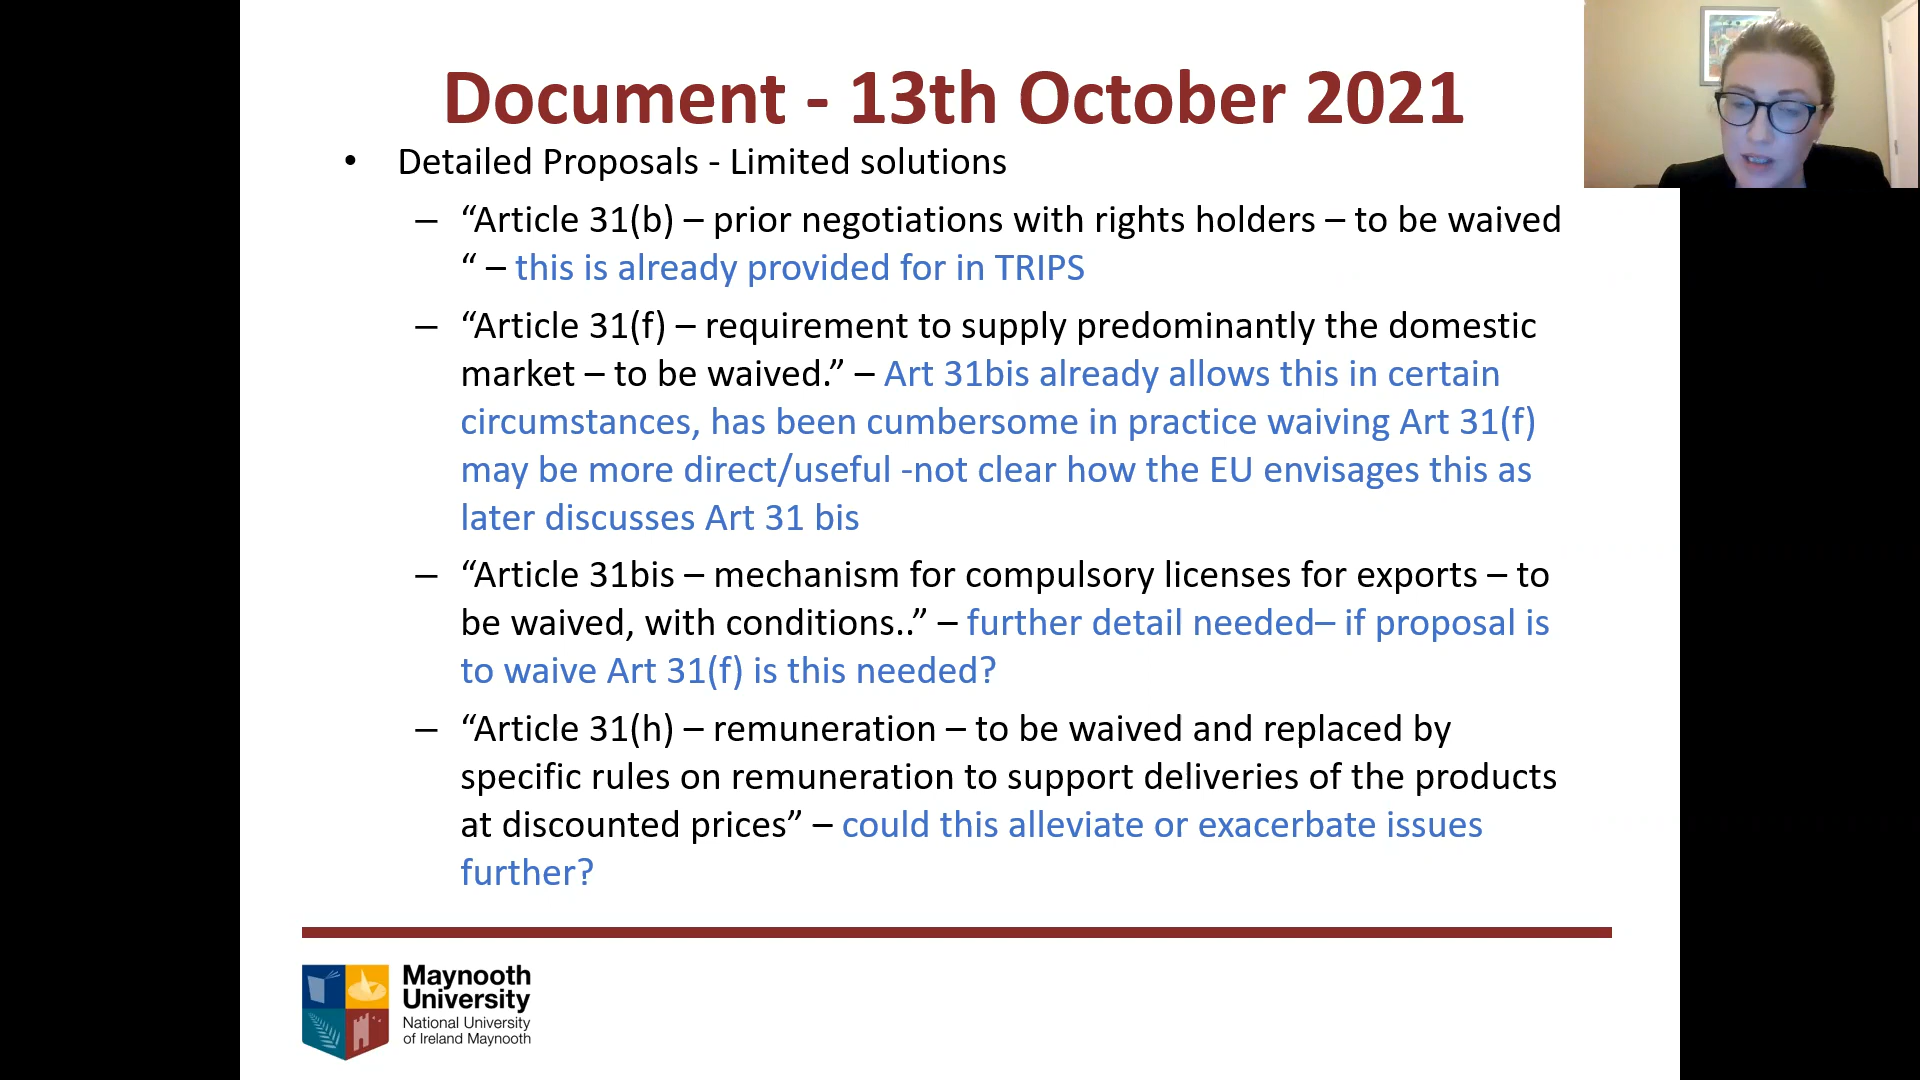 Document - 13th October 2021
• Detailed Proposals - Limited solutions
– “Article 31(b) – prior negotiations with rights holders – to be waived
“ – this is already provided for in TRIPS
– “Article 31(f) – requirement to supply predominantly the domestic
market – to be waived.” – Art 31bis already allows this in certain
circumstances, has been cumbersome in practice waiving Art 31(f)
may be more direct/useful -not clear how the EU envisages this as
later discusses Art 31 bis
– “Article 31bis – mechanism for compulsory licenses for exports – to
be waived, with conditions..” – further detail needed– if proposal is
to waive Art 31(f) is this needed?
– “Article 31(h) – remuneration – to be waived and replaced by
specific rules on remuneration to support deliveries of the products
at discounted prices” – could this alleviate or exacerbate issues
further?
Maynooth
University
National University
of Ireland Maynooth